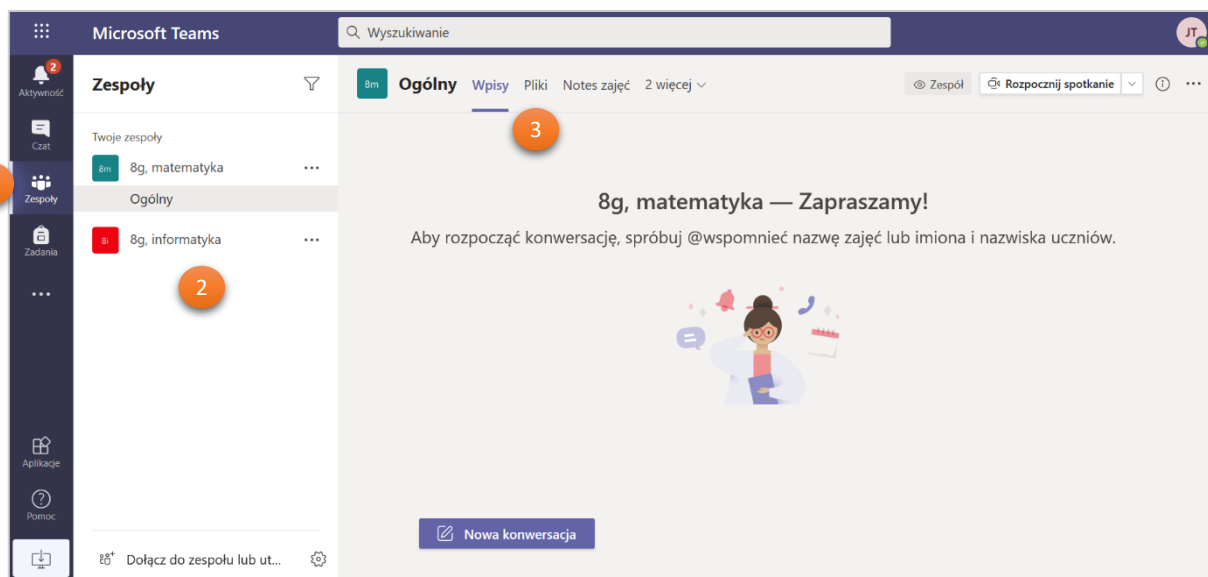 Microsoft Teams
Wyszukiwanie
JT
2
Aktywność
Czat
Zespoły
Zadania
Aplikacje
Pomoc
Zespoły
Twoje zespoły
8m 8g, matematyka
Ogólny
8i 8g, informatyka
2
Dołącz do zespołu lub ut...
8m Ogólny Wpisy Pliki Notes zajęć 2 więcej
Zespół Rozpocznij spotkanie
3
8g, matematyka — Zapraszamy!
Aby rozpocząć konwersację, spróbuj @wspomnieć nazwę zajęć lub imiona i nazwiska uczniów.
Nowa konwersacja